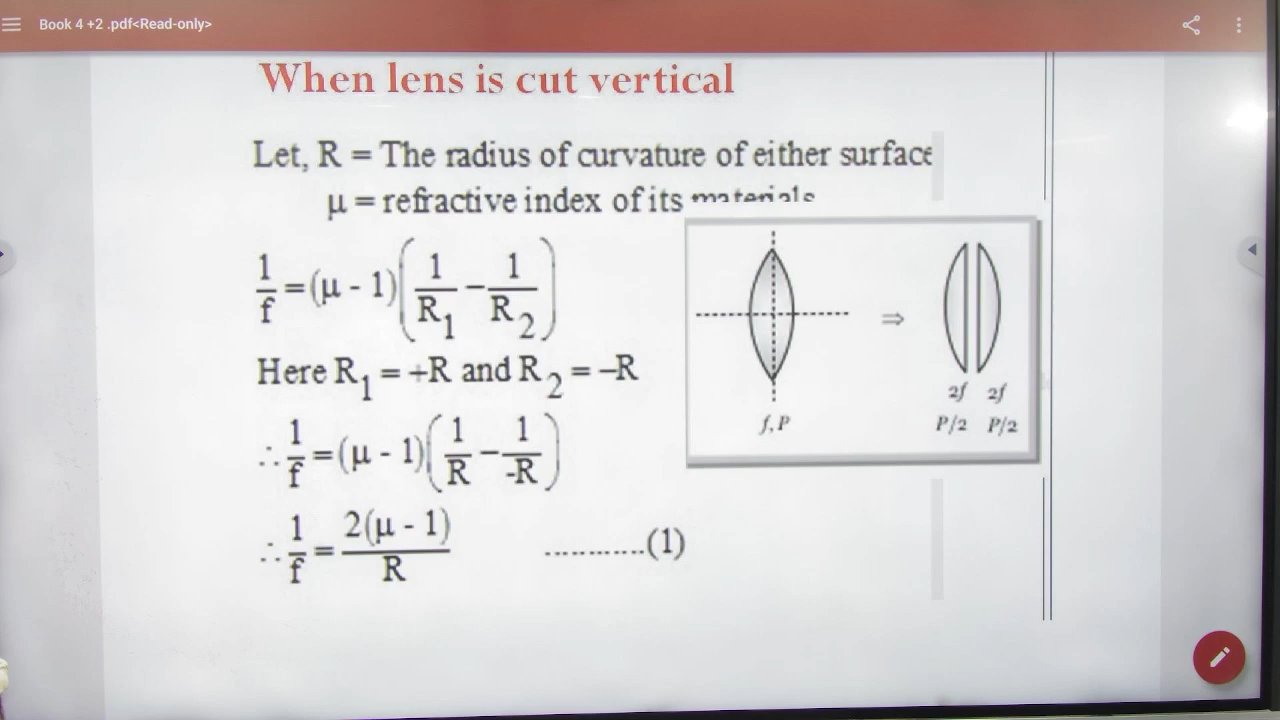 Book 4 +2 .pdf<Read-only>
When lens is cut vertical
Let, R = The radius of curvature of either surface
μ = refractive index of its materials
1/f = (μ - 1)(1/R₁ − 1/R₂)
Here R₁ = +R and R₂ = −R
∴ 1/f = (μ - 1)(1/R − 1/-R)
∴ 1/f = 2(μ - 1)/R ...........(1)
⇒
2f 2f
f, P P/2 P/2